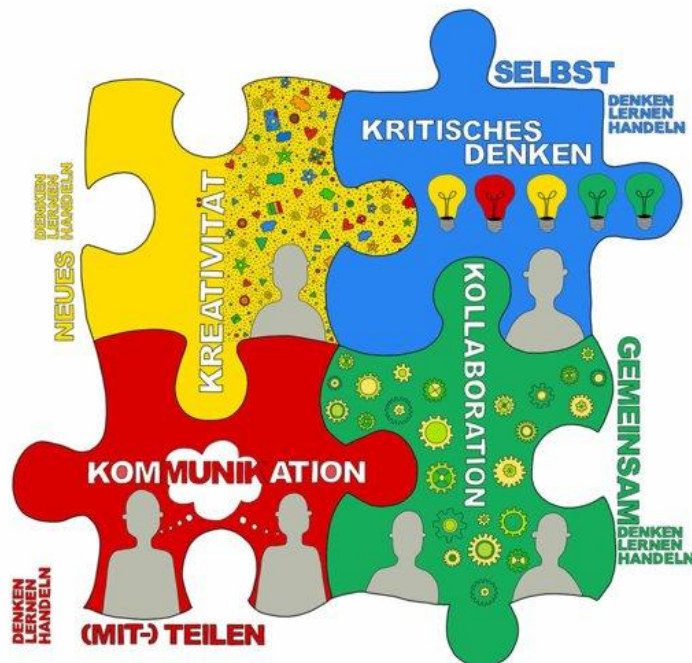 SELBST
DENKEN
LERNEN
HANDELN
KRITISCHES
DENKEN
NEUES
DENKEN
LERNEN
HANDELN
KREATIVITÄT
KOLLABORATION
GEMEINSAM
DENKEN
LERNEN
HANDELN
KOMMUNIKATION
DENKEN
LERNEN
HANDELN
(MIT-) TEILEN